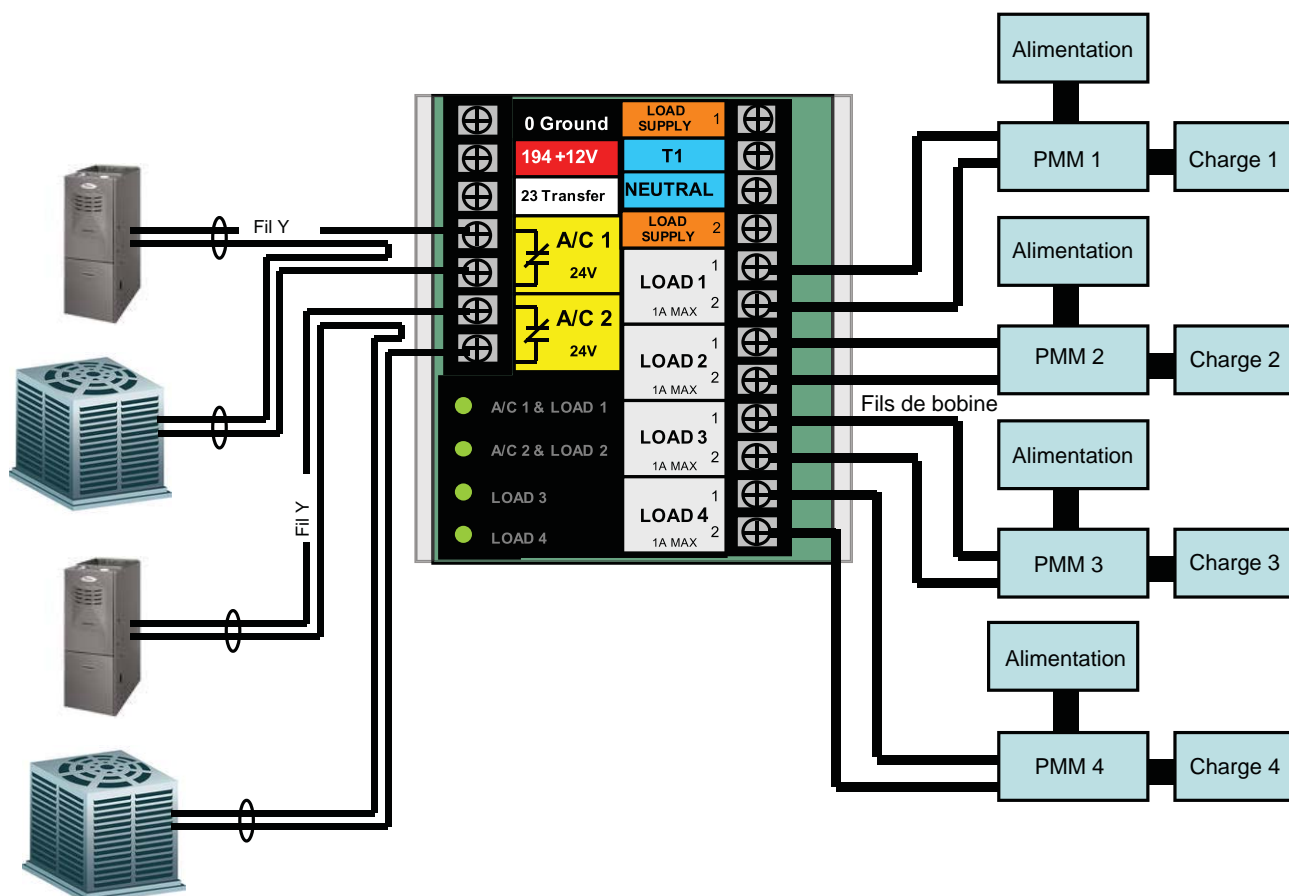 Fil Y
Fil Y
0 Ground
194 +12V
23 Transfer
A/C 1
24V
A/C 2
24V
A/C 1 & LOAD 1
A/C 2 & LOAD 2
LOAD 3
LOAD 4
LOAD
SUPPLY 1
T1
NEUTRAL
LOAD
SUPPLY 2
LOAD 1
1A MAX
1
2
LOAD 2
1A MAX
1
2
LOAD 3
1A MAX
1
2
LOAD 4
1A MAX
1
2
Fils de bobine
Alimentation
PMM 1
Charge 1
Alimentation
PMM 2
Charge 2
Alimentation
PMM 3
Charge 3
Alimentation
PMM 4
Charge 4